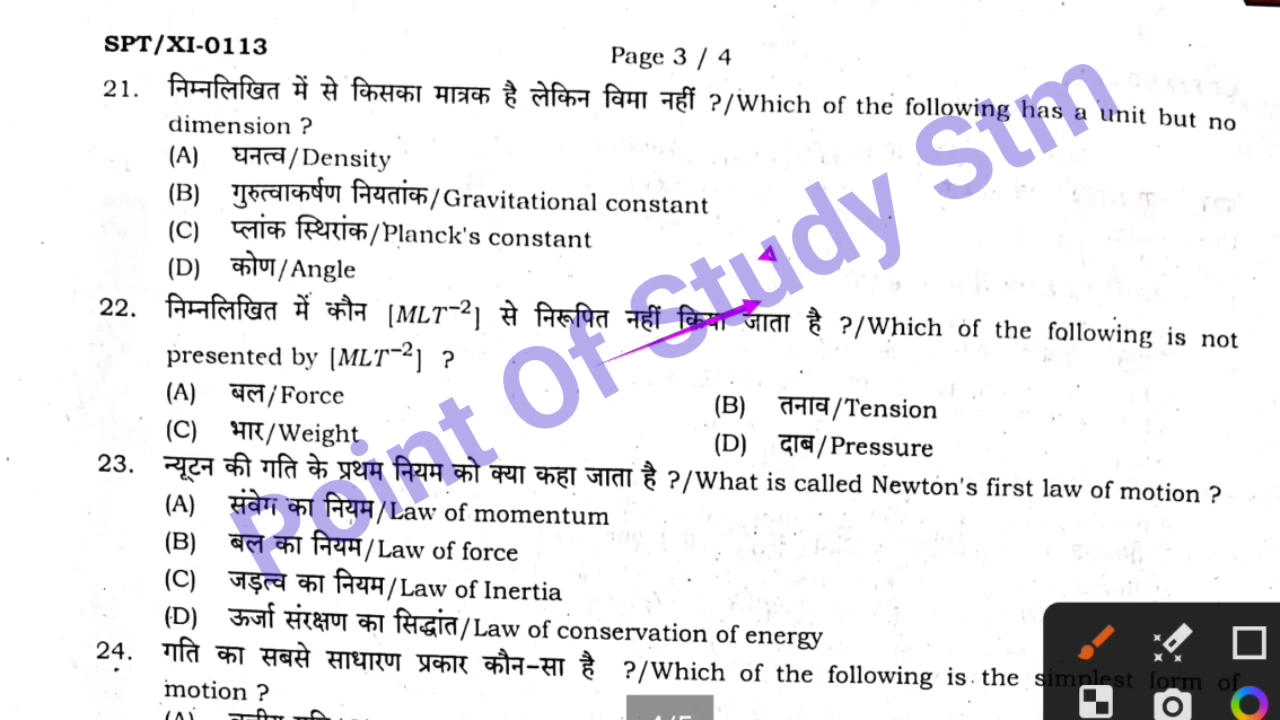 SPT/XI-0113
Page 3 / 4
21. निम्नलिखित में से किसका मात्रक है लेकिन विमा नहीं ?/Which of the following has a unit but no
dimension ?
(A) घनत्व/Density
(B) गुरुत्वाकर्षण नियतांक/Gravitational constant
(C) प्लांक स्थिरांक/Planck's constant
(D) कोण/Angle
22. निम्नलिखित में कौन [MLT⁻²] से निरूपित नहीं किया जाता है ?/Which of the following is not
presented by [MLT⁻²] ?
(A) बल/Force
(B) तनाव/Tension
(C) भार/Weight
(D) दाब/Pressure
23. न्यूटन की गति के प्रथम नियम को क्या कहा जाता है ?/What is called Newton's first law of motion ?
(A) संवेग का नियम/Law of momentum
(B) बल का नियम/Law of force
(C) जड़त्व का नियम/Law of Inertia
(D) ऊर्जा संरक्षण का सिद्धांत/Law of conservation of energy
24. गति का सबसे साधारण प्रकार कौन-सा है ?/Which of the following is the simplest form of
motion ?
Point Of Study Stm